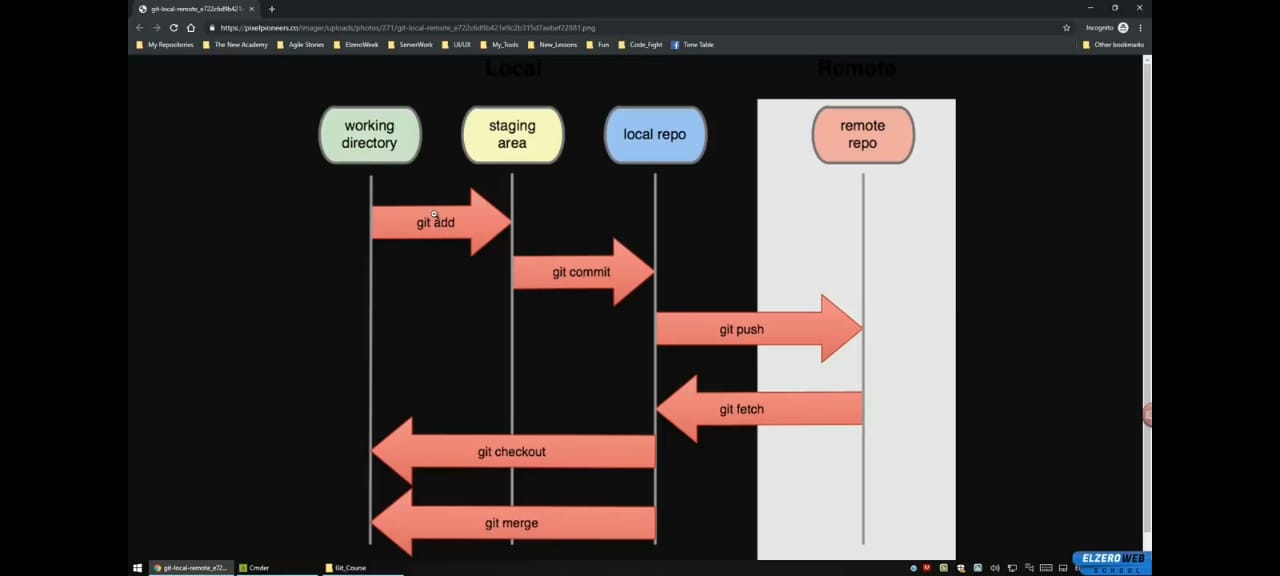 git-local-remote_e722c6d9b421
https://pixelpioneers.co/imager/uploads/photos/271/git-local-remote_e722c6d9b421e9c2b315d7aebef22881.png
Incognito
My Repositories The New Academy Agile Stories ElzeroWeek ServerWork UI/UX My_Tools New_Lessons Fun Code_Fight Time Table Other bookmarks
Local Remote
working
directory
staging
area
local repo
remote
repo
git add
git commit
git push
git fetch
git checkout
git merge
git-local-remote_e72... Cmder Git_Course
ELZERO WEB
SCHOOL